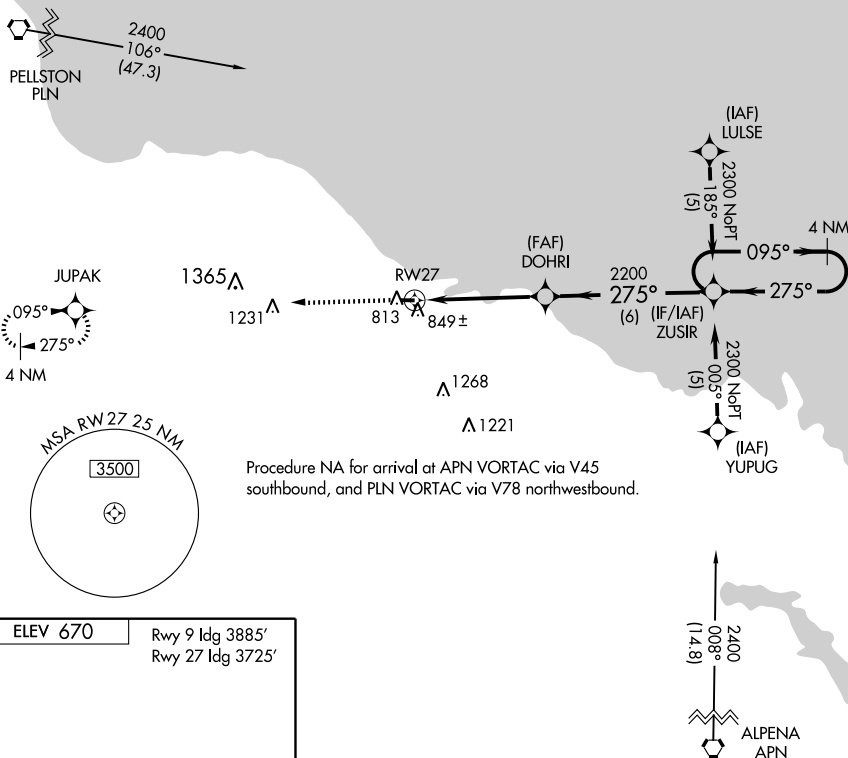 2400
106°
(47.3)
PELLSTON
PLN
(IAF)
LULSE
2300 NoPT
185°
(5)
4 NM
095°
275°
(FAF)
DOHRI
2200
275°
(6)
(IF/IAF)
ZUSIR
JUPAK
095°
275°
4 NM
1365
1231
RW27
813
849±
1268
1221
2300 NoPT
005°
(5)
(IAF)
YUPUG
MSA RW27 25 NM
3500
Procedure NA for arrival at APN VORTAC via V45
southbound, and PLN VORTAC via V78 northwestbound.
ELEV 670
Rwy 9 ldg 3885'
Rwy 27 ldg 3725'
2400
008°
(14.8)
ALPENA
APN